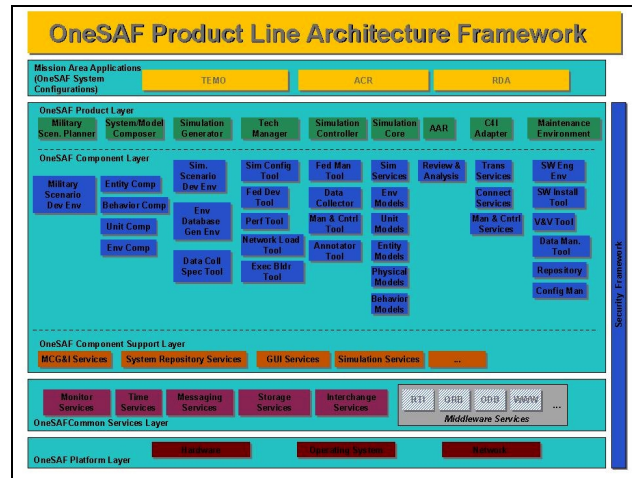 OneSAF Product Line Architecture Framework
Mission Area Applications
(OneSAF System
Configurations)
TEMO
ACR
RDA
OneSAF Product Layer
Military
Scen. Planner
System/Model
Composer
Simulation
Generator
Tech
Manager
Simulation
Controller
Simulation
Core
AAR
C4I
Adapter
Maintenance
Environment
OneSAF Component Layer
Military
Scenario
Dev Env
Entity Comp
Behavior Comp
Unit Comp
Env Comp
Sim.
Scenario
Dev Env
Env
Database
Gen Env
Data Coll
Spec Tool
Sim Config
Tool
Fed Dev
Tool
Perf Tool
Network Load
Tool
Exec Bldr
Tool
Fed Man
Tool
Data
Collector
Man & Cntrl
Tool
Annotator
Tool
Sim
Services
Env
Models
Unit
Models
Entity
Models
Physical
Models
Behavior
Models
Review &
Analysis
Trans
Services
Connect
Services
Man & Cntrl
Services
SW Eng
Env
SW Install
Tool
V&V Tool
Data Man.
Tool
Repository
Config Man
Security Framework
OneSAF Component Support Layer
MCG&I Services
System Repository Services
GUI Services
Simulation Services
...
Monitor
Services
Time
Services
Messaging
Services
Storage
Services
Interchange
Services
RTI
ORB
ODB
WWW
...
Middleware Services
OneSAFCommon Services Layer
Hardware
Operating System
Network
OneSAF Platform Layer